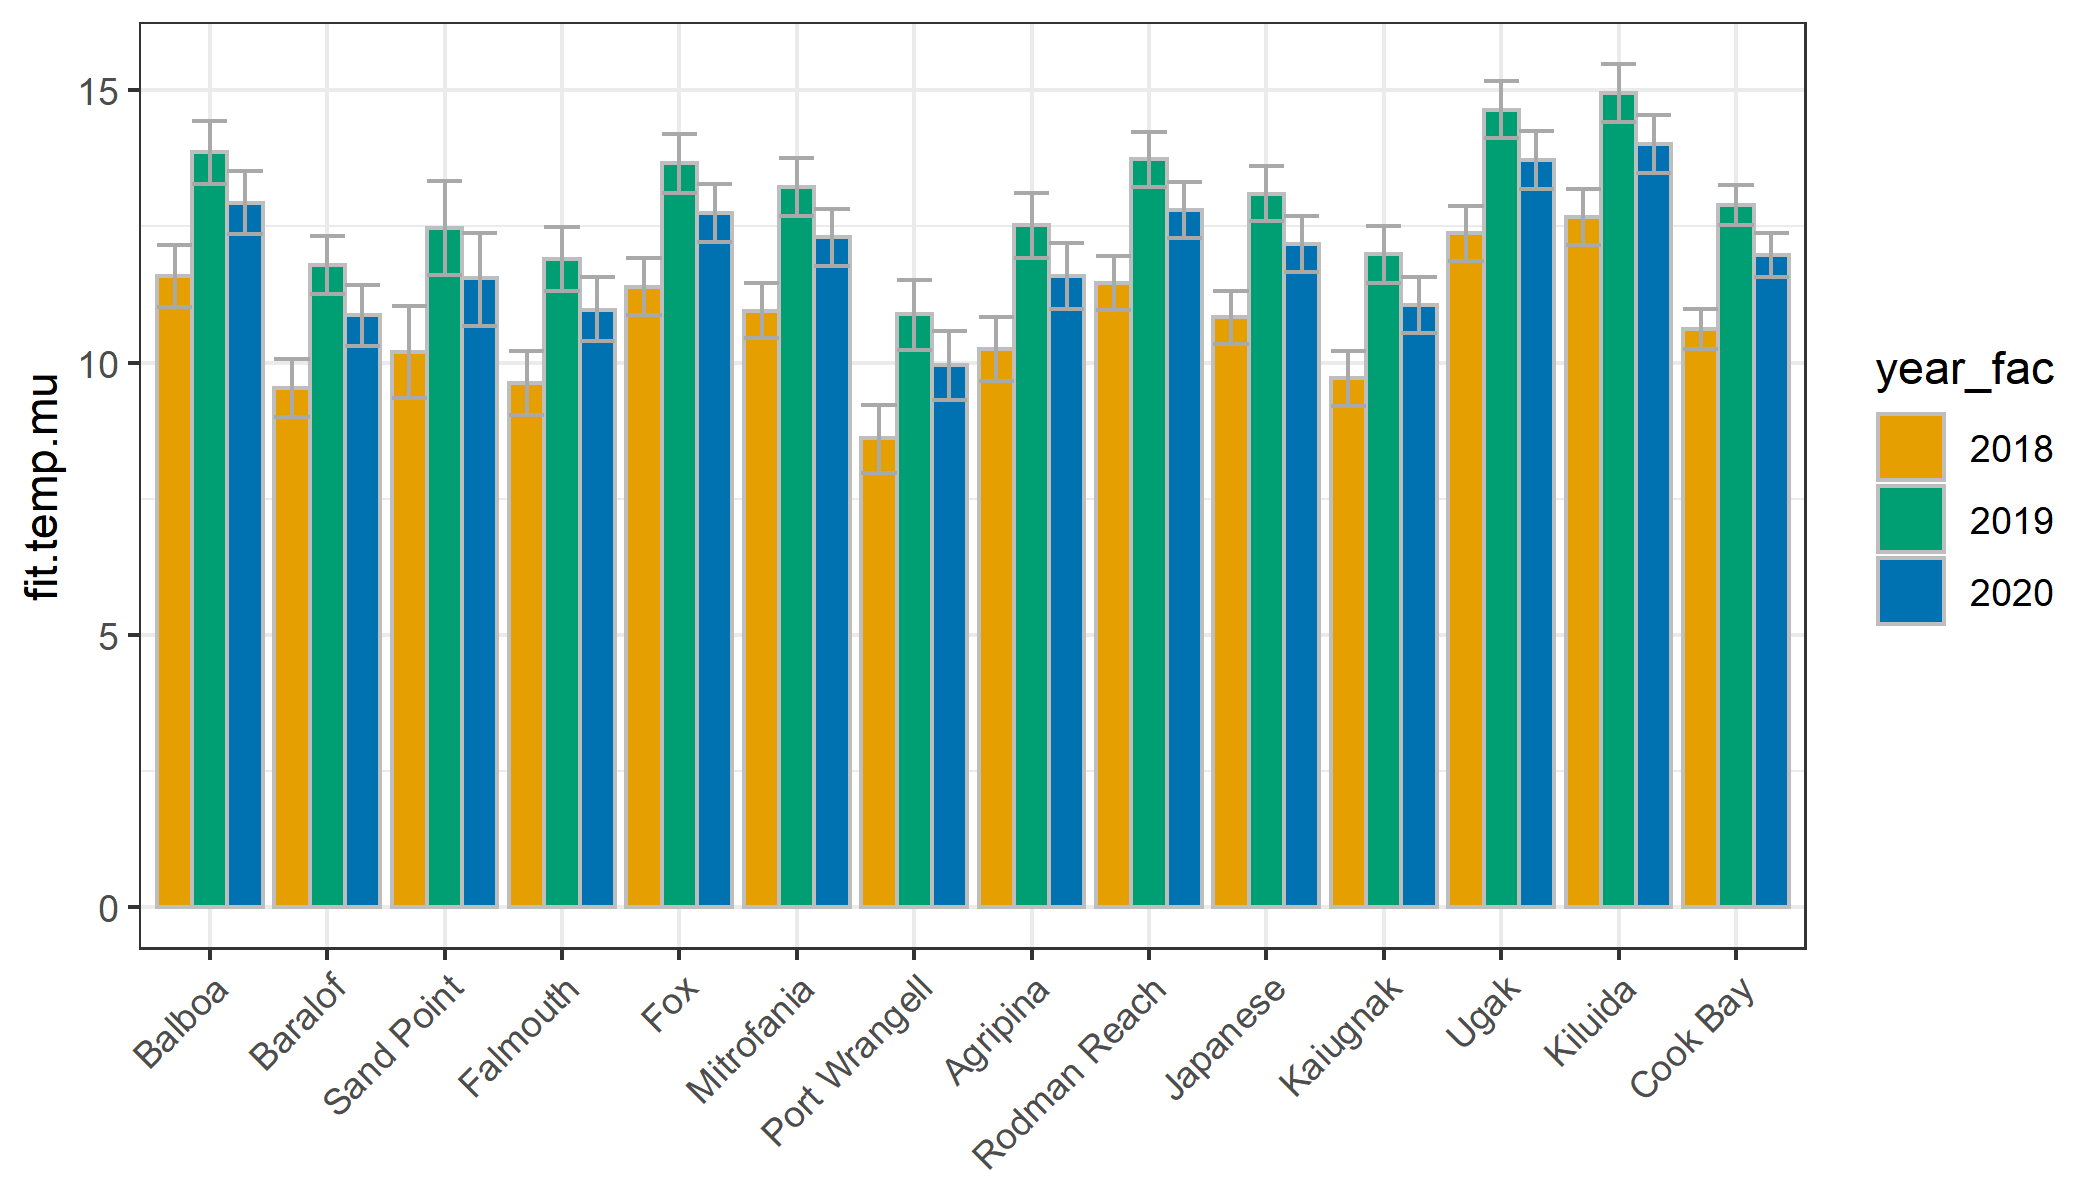 15
10
5
0
fit.temp.mu
Balboa
Baralof
Sand Point
Falmouth
Fox
Mitrofania
Port Wrangell
Agripina
Rodman Reach
Japanese
Kaiugnak
Ugak
Kiluida
Cook Bay
year_fac
2018
2019
2020